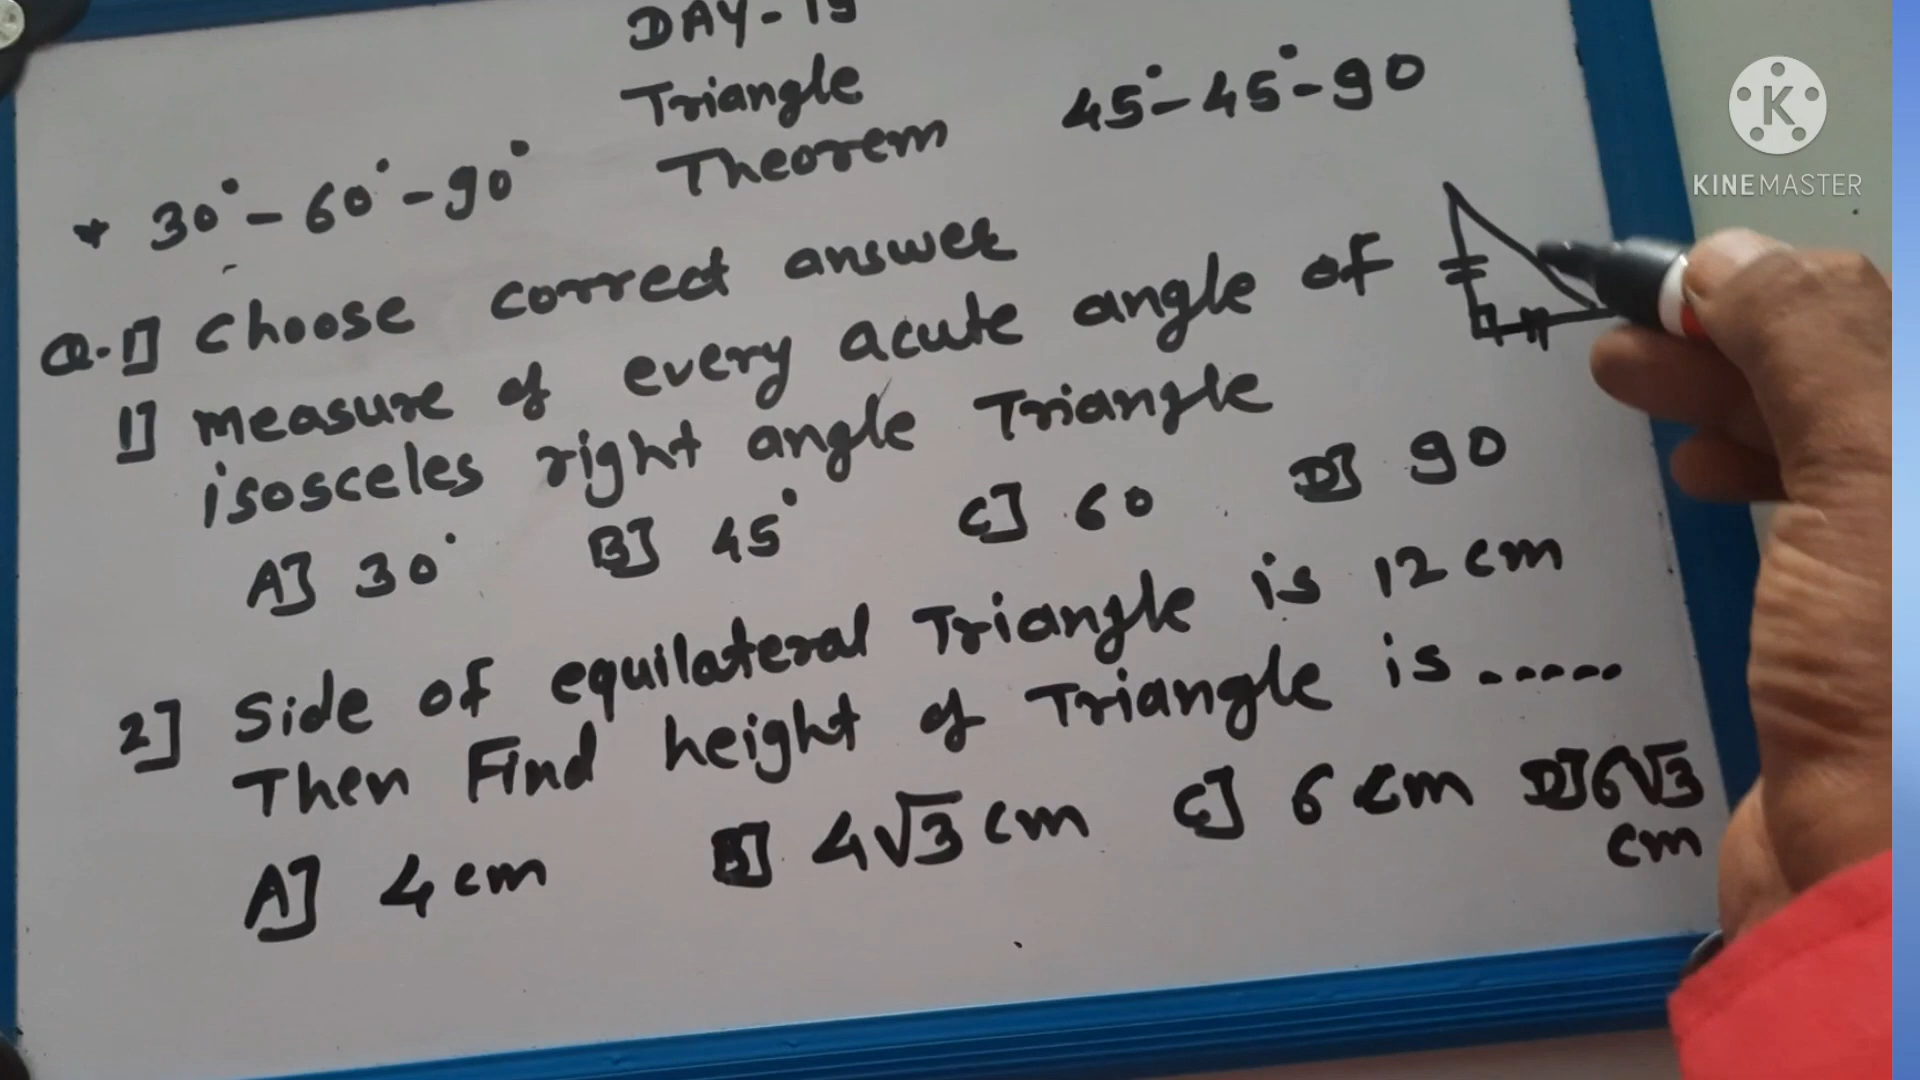 DAY-19
Triangle
* 30°-60°-90° Theorem 45°-45°-90
Q.1] Choose correct answer
1] measure of every acute angle of
isosceles right angle Triangle
A] 30° B] 45° C] 60 D] 90
2] Side of equilateral Triangle is 12 cm
Then Find height of Triangle is .....
A] 4 cm B] 4√3 cm C] 6 cm D] 6√3
cm
K
KINEMASTER